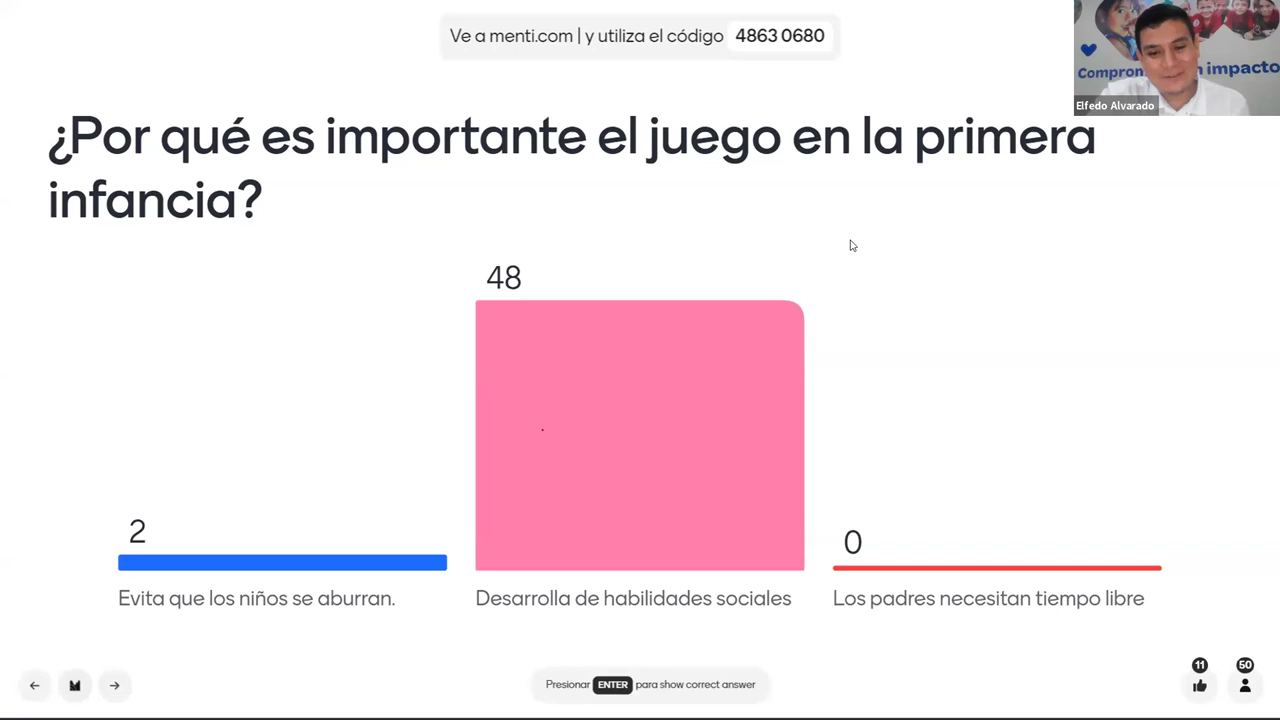 Ve a menti.com | y utiliza el código 4863 0680
Comprom n impacto
Elfedo Alvarado
¿Por qué es importante el juego en la primera
infancia?
48
2
0
Evita que los niños se aburran.
Desarrolla de habilidades sociales
Los padres necesitan tiempo libre
Presionar ENTER para show correct answer
11
50